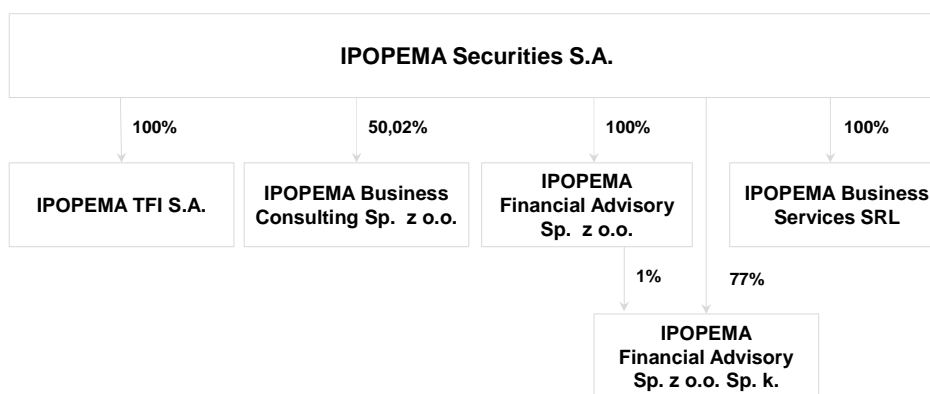 IPOPEMA Securities S.A.
100%
50,02%
100%
100%
IPOPEMA TFI S.A.
IPOPEMA Business
Consulting Sp. z o.o.
IPOPEMA
Financial Advisory
Sp. z o.o.
IPOPEMA Business
Services SRL
1%
77%
IPOPEMA
Financial Advisory
Sp. z o.o. Sp. k.